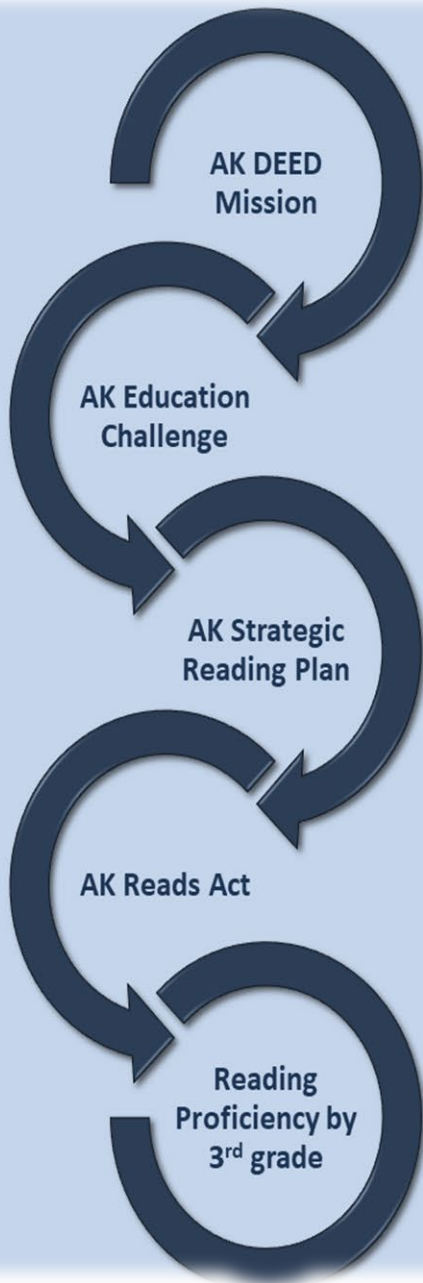 AK DEED
Mission
AK Education
Challenge
AK Strategic
Reading Plan
AK Reads Act
Reading
Proficiency by
3rd grade